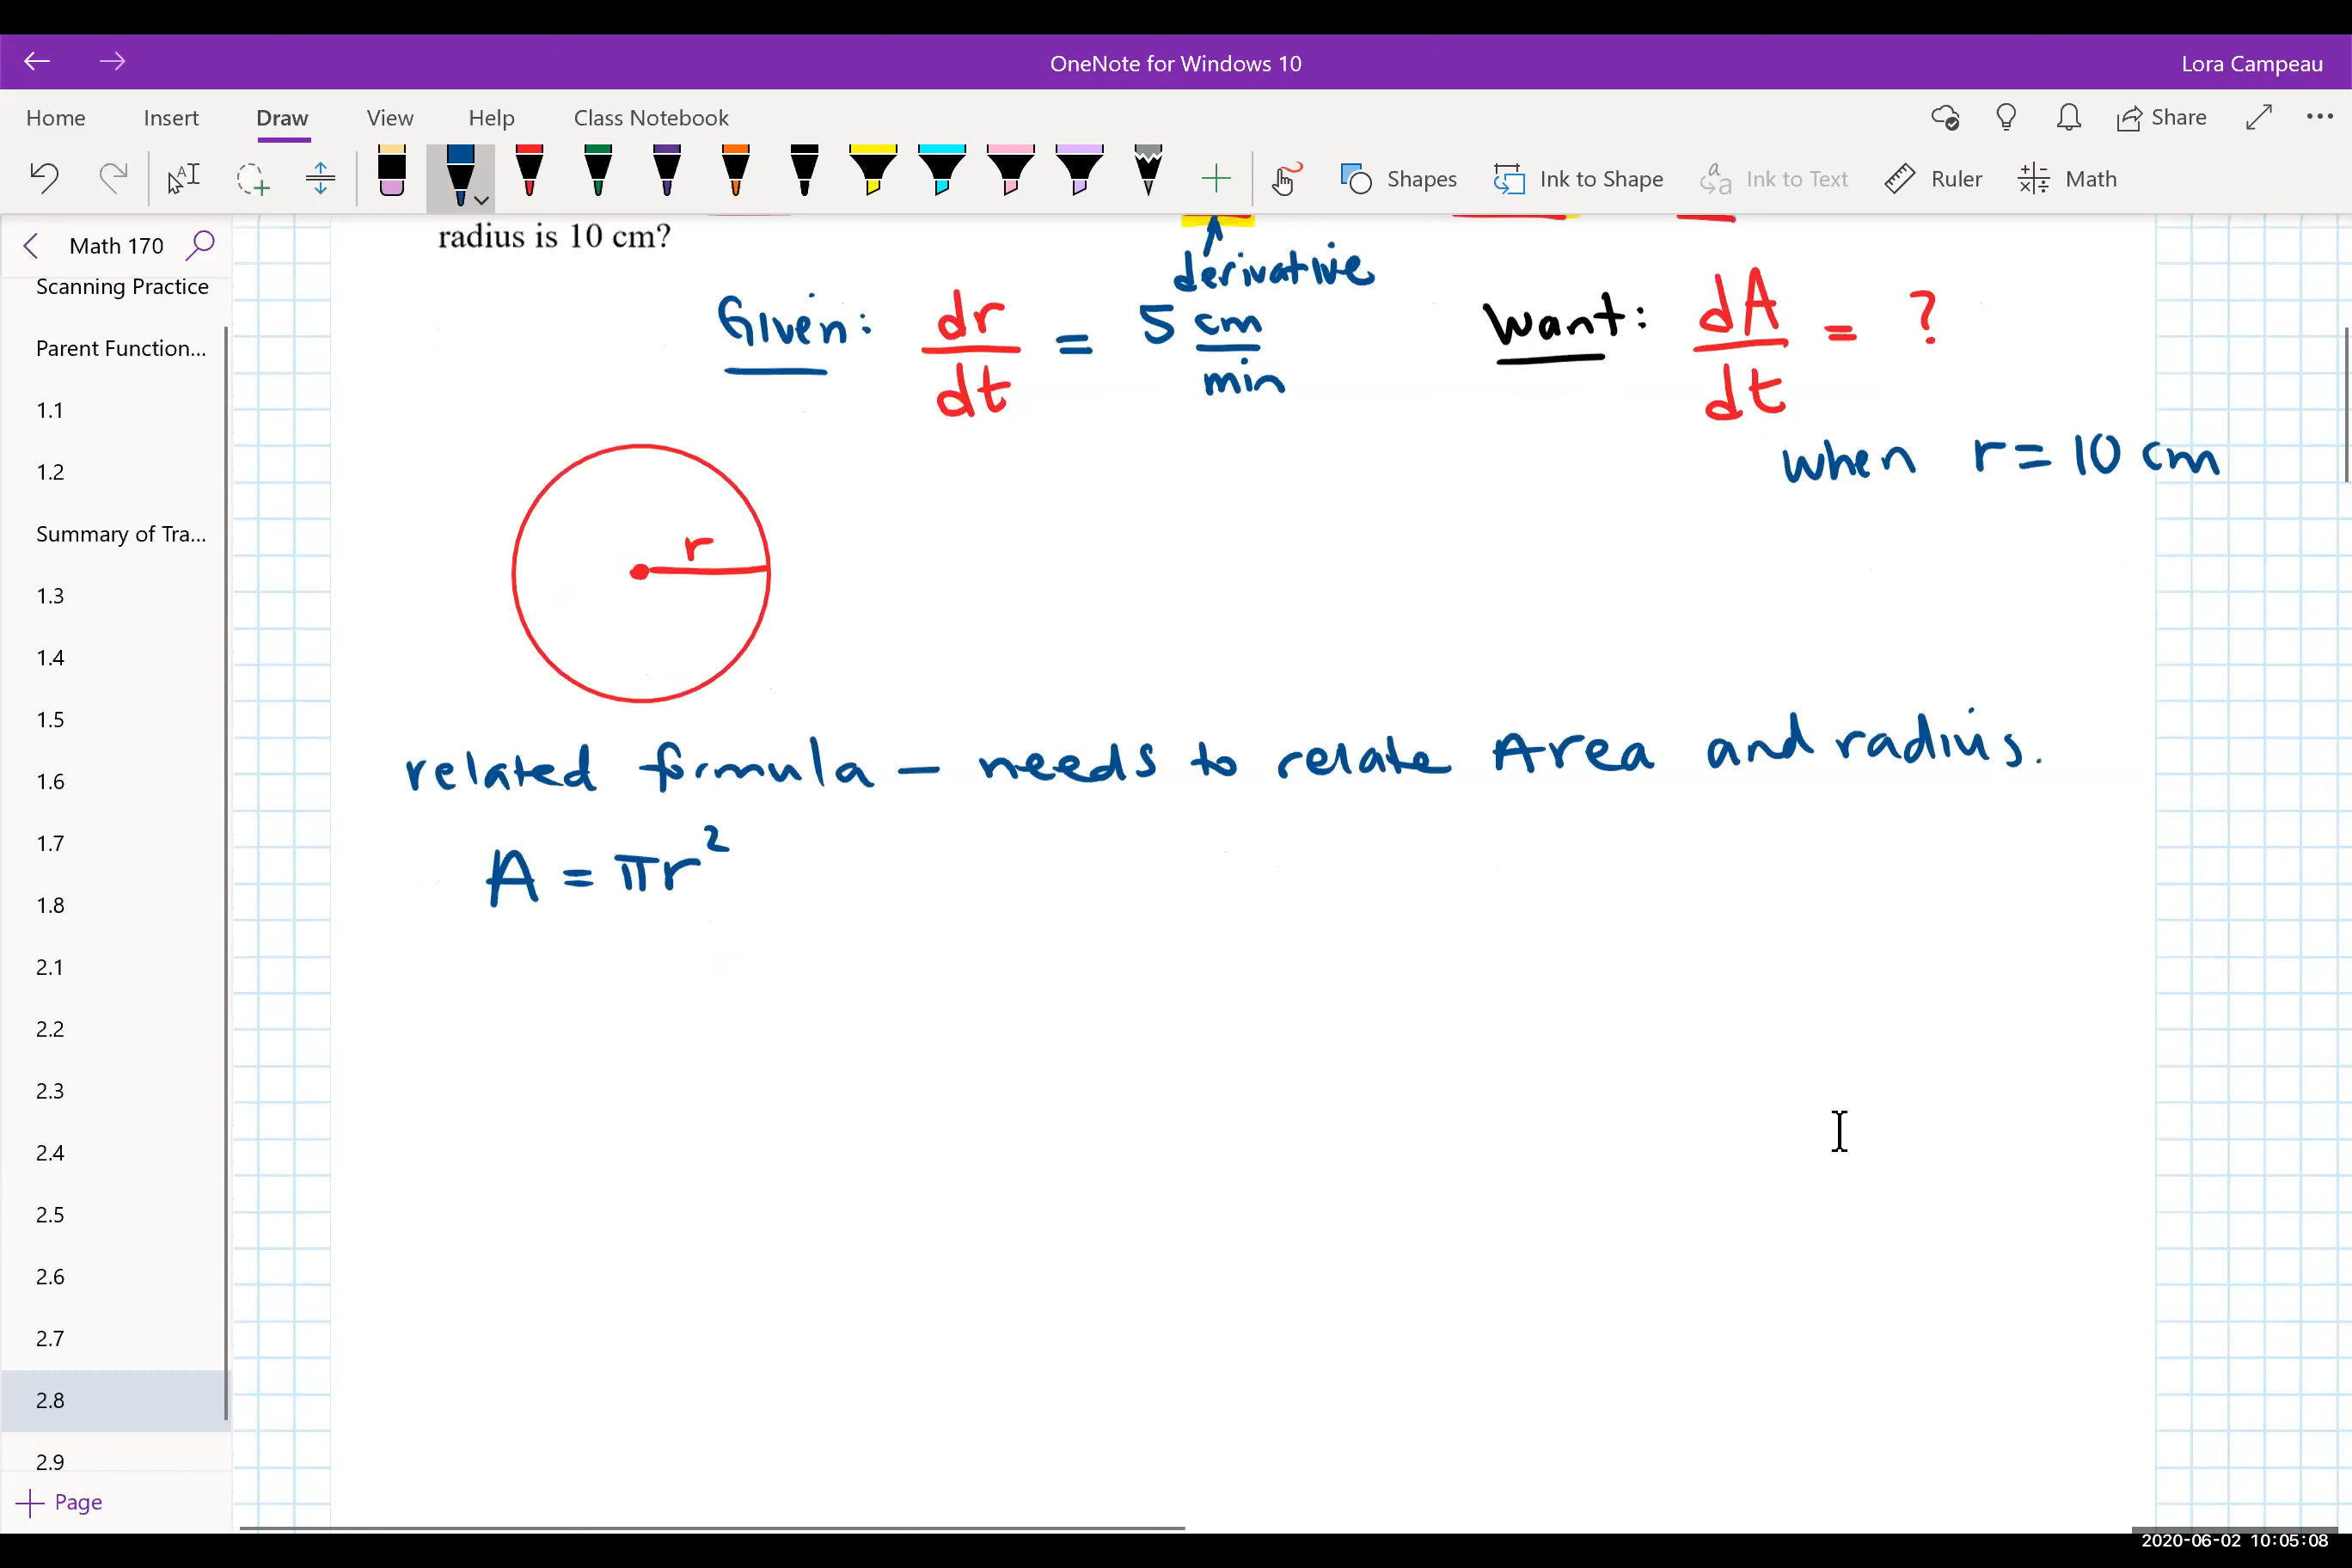 OneNote for Windows 10
Lora Campeau
Home Insert Draw View Help Class Notebook Share
Shapes Ink to Shape Ink to Text Ruler Math
Math 170
Scanning Practice
Parent Function...
1.1
1.2
Summary of Tra...
1.3
1.4
1.5
1.6
1.7
1.8
2.1
2.2
2.3
2.4
2.5
2.6
2.7
2.8
2.9
Page
radius is 10 cm?
derivative
Given: dr/dt = 5 cm/min Want: dA/dt = ?
when r = 10 cm
r
related formula – needs to relate Area and radius.
A = πr²
2020-06-02 10:05:08